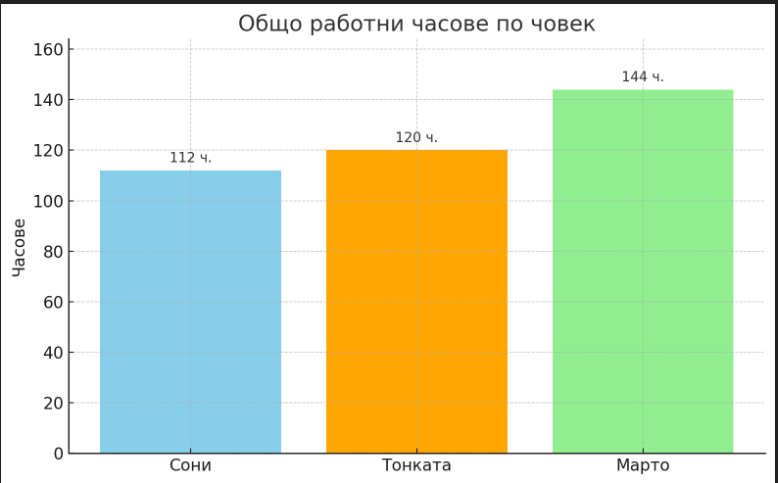 Общо работни часове по човек
160
140
120
100
80
60
40
20
0
Часове
112 ч.
120 ч.
144 ч.
Сони
Тонката
Марто